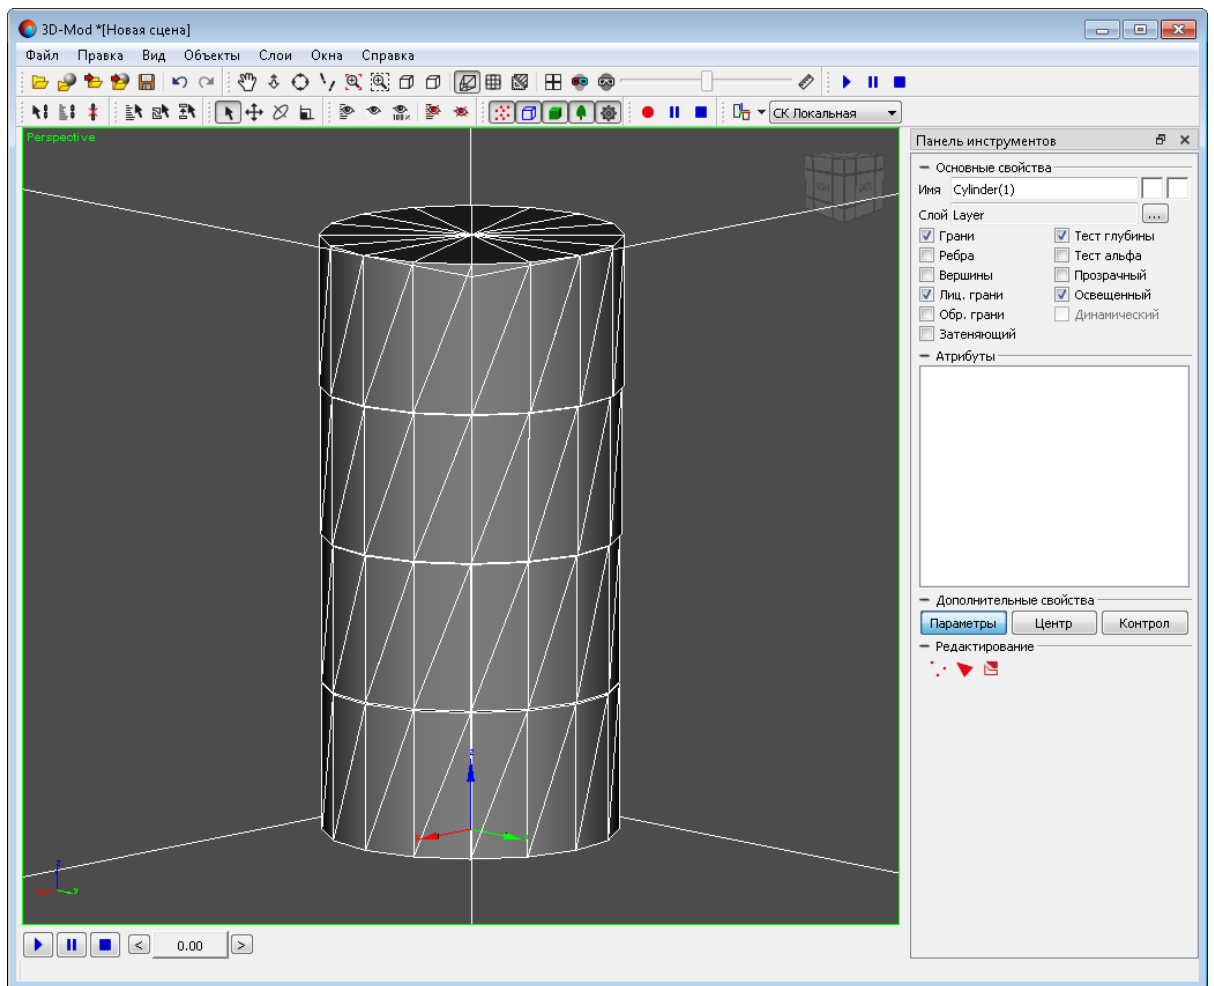 3D-Mod *[Новая сцена]
Файл Правка Вид Объекты Слои Окна Справка
100%
СК Локальная
Perspective
Панель инструментов
Основные свойства
Имя Cylinder(1)
Слой Layer ...
Грани Тест глубины
Ребра Тест альфа
Вершины Прозрачный
Лиц. грани Освещенный
Обр. грани Динамический
Затеняющий
Атрибуты
Дополнительные свойства
Параметры Центр Контрол
Редактирование
z
z
y
< 0.00 >